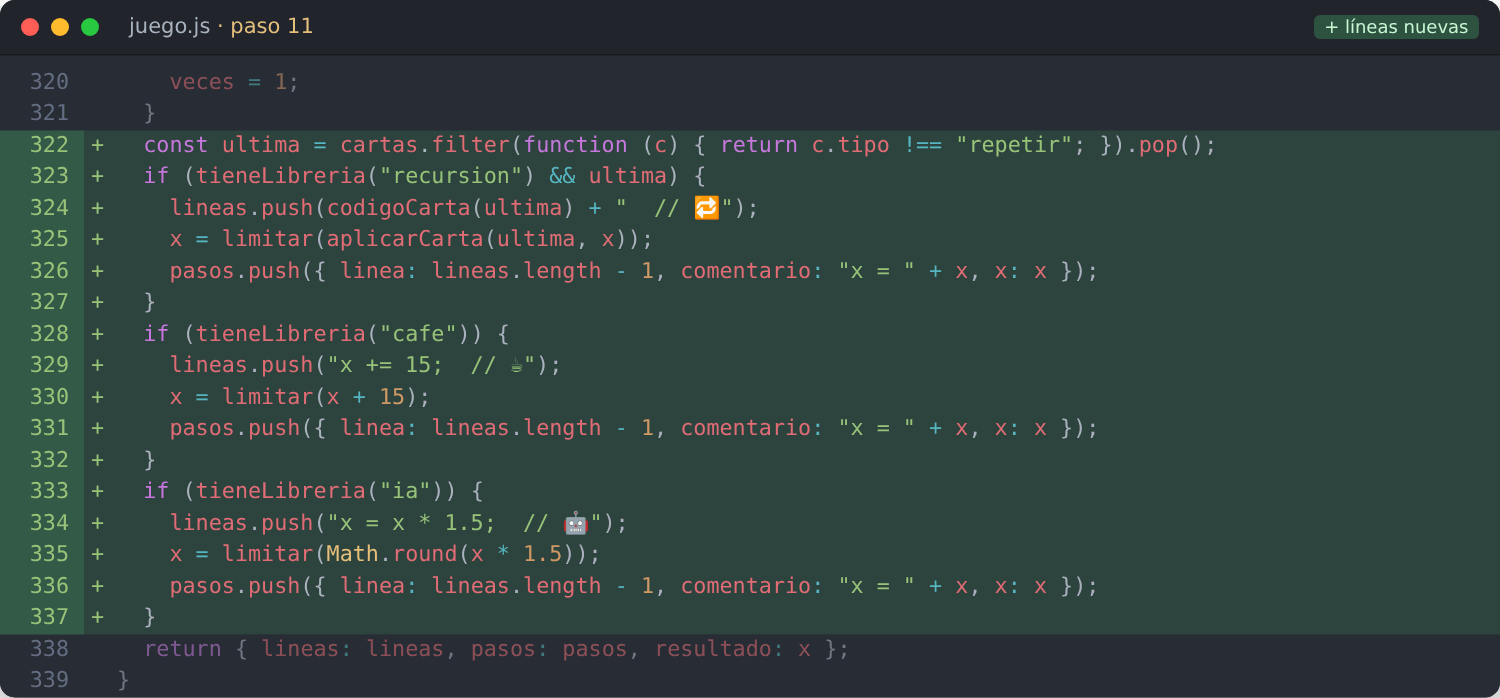 juego.js · paso 11
+ líneas nuevas
320 veces = 1;
321 }
322 + const ultima = cartas.filter(function (c) { return c.tipo !== "repetir"; }).pop();
323 + if (tieneLibreria("recursion") && ultima) {
324 + lineas.push(codigoCarta(ultima) + "  // 🔁");
325 + x = limitar(aplicarCarta(ultima, x));
326 + pasos.push({ linea: lineas.length - 1, comentario: "x = " + x, x: x });
327 + }
328 + if (tieneLibreria("cafe")) {
329 + lineas.push("x += 15;  // ☕");
330 + x = limitar(x + 15);
331 + pasos.push({ linea: lineas.length - 1, comentario: "x = " + x, x: x });
332 + }
333 + if (tieneLibreria("ia")) {
334 + lineas.push("x = x * 1.5;  // 🤖");
335 + x = limitar(Math.round(x * 1.5));
336 + pasos.push({ linea: lineas.length - 1, comentario: "x = " + x, x: x });
337 + }
338 return { lineas: lineas, pasos: pasos, resultado: x };
339 }